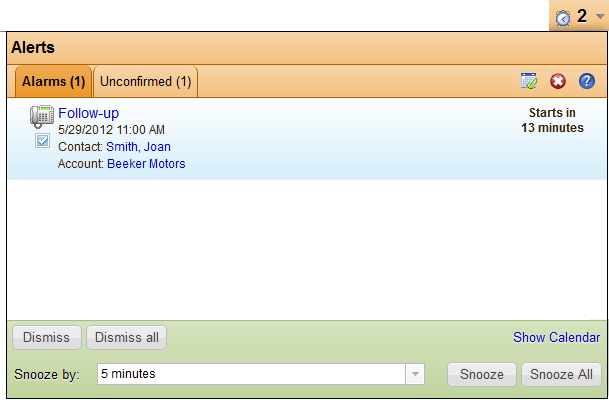 2
Alerts
Alarms (1) Unconfirmed (1)
?
Follow-up
5/29/2012 11:00 AM
Contact: Smith, Joan
Account: Beeker Motors
Starts in
13 minutes
Dismiss Dismiss all Show Calendar
Snooze by: 5 minutes Snooze Snooze All